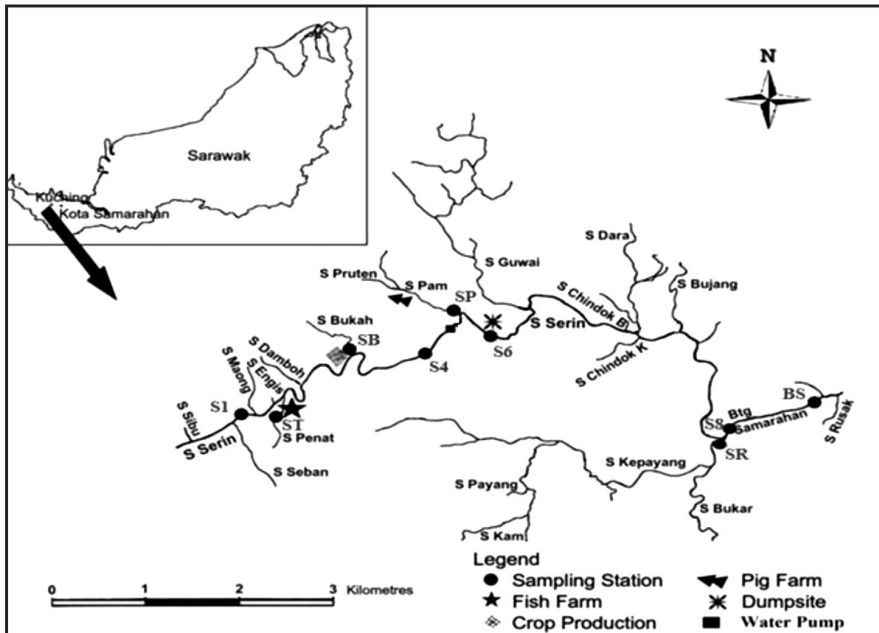 Sarawak
Kuching
Kota Samarahan
N
S Dara
S Guwai
S Bujang
S Pruten
S Pam
SP
S Chindok B
S Serin
S Bukah
SB
S6
S Damboh
S4
S Chindok K
S Engis
S Maong
BS
S1
S8
Btg
Samarahan
S Rusak
S Sibu
ST
S Penat
SR
S Serin
S Seban
S Kepayang
S Payang
S Bukar
S Kam
Legend
Sampling Station
Pig Farm
Fish Farm
Dumpsite
Crop Production
Water Pump
0 1 2 3 Kilometres